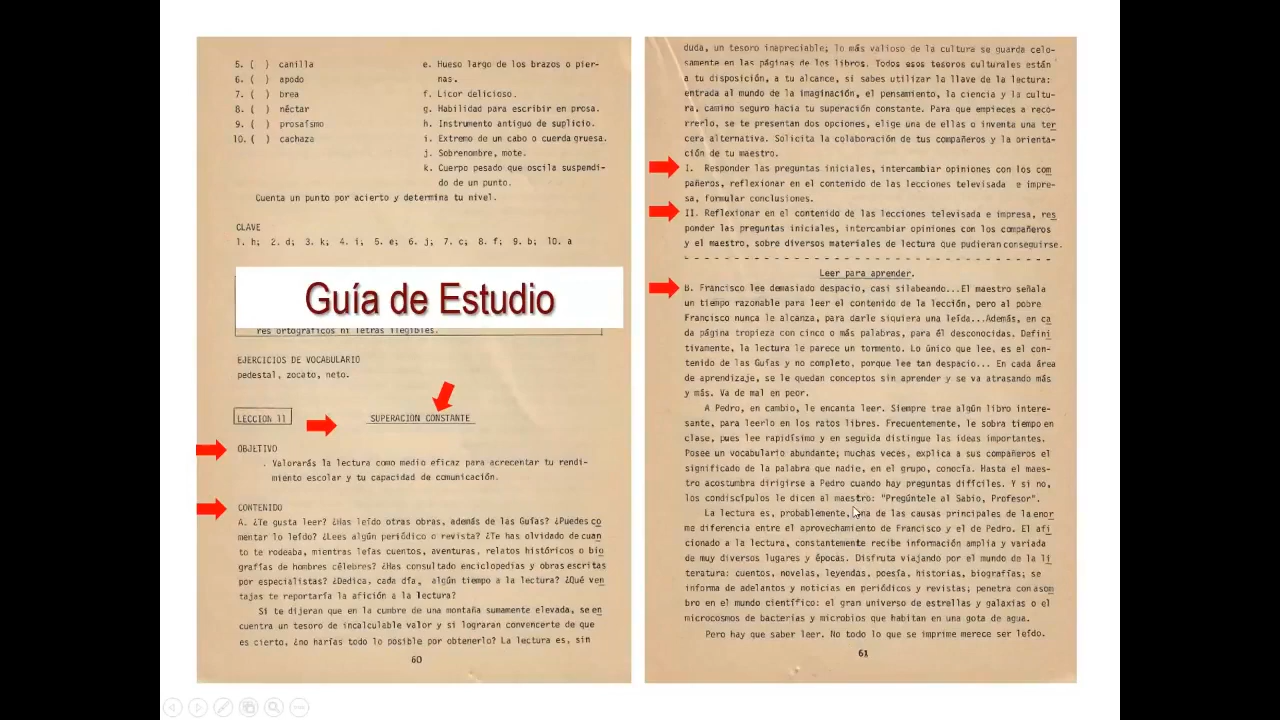 5. ( ) canilla
6. ( ) apodo
7. ( ) brea
8. ( ) néctar
9. ( ) prosaísmo
10. ( ) cachaza
e. Hueso largo de los brazos o pier-
nas.
f. Licor delicioso.
g. Habilidad para escribir en prosa.
h. Instrumento antiguo de suplicio.
i. Extremo de un cabo o cuerda gruesa.
j. Sobrenombre, mote.
k. Cuerpo pesado que oscila suspendi-
do de un punto.
Cuenta un punto por acierto y determina tu nivel.
CLAVE
1. h; 2. d; 3. k; 4. i; 5. e; 6. j; 7. c; 8. f; 9. b; 10. a
Guía de Estudio
res ortográficos ni letras ilegibles.
EJERCICIOS DE VOCABULARIO
pedestal, zocato, neto.
LECCION 11
SUPERACION CONSTANTE
OBJETIVO
. Valorarás la lectura como medio eficaz para acrecentar tu rendi-
miento escolar y tu capacidad de comunicación.
CONTENIDO
A. ¿Te gusta leer? ¿Has leído otras obras, además de las Guías? ¿Puedes co
mentar lo leído? ¿Lees algún periódico o revista? ¿Te has olvidado de cuan
to te rodeaba, mientras leías cuentos, aventuras, relatos históricos o bio
grafías de hombres célebres? ¿Has consultado enciclopedias y obras escritas
por especialistas? ¿Dedica, cada día, algún tiempo a la lectura? ¿Qué ven
tajas te reportaría la afición a la lectura?
Si te dijeran que en la cumbre de una montaña sumamente elevada, se en
cuentra un tesoro de incalculable valor y si lograran convencerte de que
es cierto, ¿no harías todo lo posible por obtenerlo? La lectura es, sin
60
duda, un tesoro inapreciable; lo más valioso de la cultura se guarda celo-
samente en las páginas de los libros. Todos esos tesoros culturales están
a tu disposición, a tu alcance, si sabes utilizar la llave de la lectura:
entrada al mundo de la imaginación, el pensamiento, la ciencia y la cultu-
ra, camino seguro hacia tu superación constante. Para que empieces a reco-
rrerlo, se te presentan dos opciones, elige una de ellas o inventa una ter
cera alternativa. Solicita la colaboración de tus compañeros y la orienta-
ción de tu maestro.
I. Responder las preguntas iniciales, intercambiar opiniones con los com
pañeros, reflexionar en el contenido de las lecciones televisada e impre-
sa, formular conclusiones.
II. Reflexionar en el contenido de las lecciones televisada e impresa, res
ponder las preguntas iniciales, intercambiar opiniones con los compañeros
y el maestro, sobre diversos materiales de lectura que pudieran conseguirse.
Leer para aprender.
B. Francisco lee demasiado despacio, casi silabeando...El maestro señala
un tiempo razonable para leer el contenido de la lección, pero al pobre
Francisco nunca le alcanza, para darle siquiera una leída...Además, en ca
da página tropieza con cinco o más palabras, para él desconocidas. Defini
tivamente, la lectura le parece un tormento. Lo único que lee, es el con-
tenido de las Guías y no completo, porque lee tan despacio... En cada área
de aprendizaje, se le quedan conceptos sin aprender y se va atrasando más
y más. Va de mal en peor.
A Pedro, en cambio, le encanta leer. Siempre trae algún libro intere-
sante, para leerlo en los ratos libres. Frecuentemente, le sobra tiempo en
clase, pues lee rapidísimo y en seguida distingue las ideas importantes.
Posee un vocabulario abundante; muchas veces, explica a sus compañeros el
significado de la palabra que nadie, en el grupo, conocía. Hasta el maes-
tro acostumbra dirigirse a Pedro cuando hay preguntas difíciles. Y si no,
los condiscípulos le dicen al maestro: "Pregúntele al Sabio, Profesor".
La lectura es, probablemente, una de las causas principales de la enor
me diferencia entre el aprovechamiento de Francisco y el de Pedro. El afi
cionado a la lectura, constantemente recibe información amplia y variada
de muy diversos lugares y épocas. Disfruta viajando por el mundo de la li
teratura: cuentos, novelas, leyendas, poesía, historias, biografías; se
informa de adelantos y noticias en periódicos y revistas; penetra con asom
bro en el mundo científico: el gran universo de estrellas y galaxias o el
microcosmos de bacterias y microbios que habitan en una gota de agua.
Pero hay que saber leer. No todo lo que se imprime merece ser leído.
61